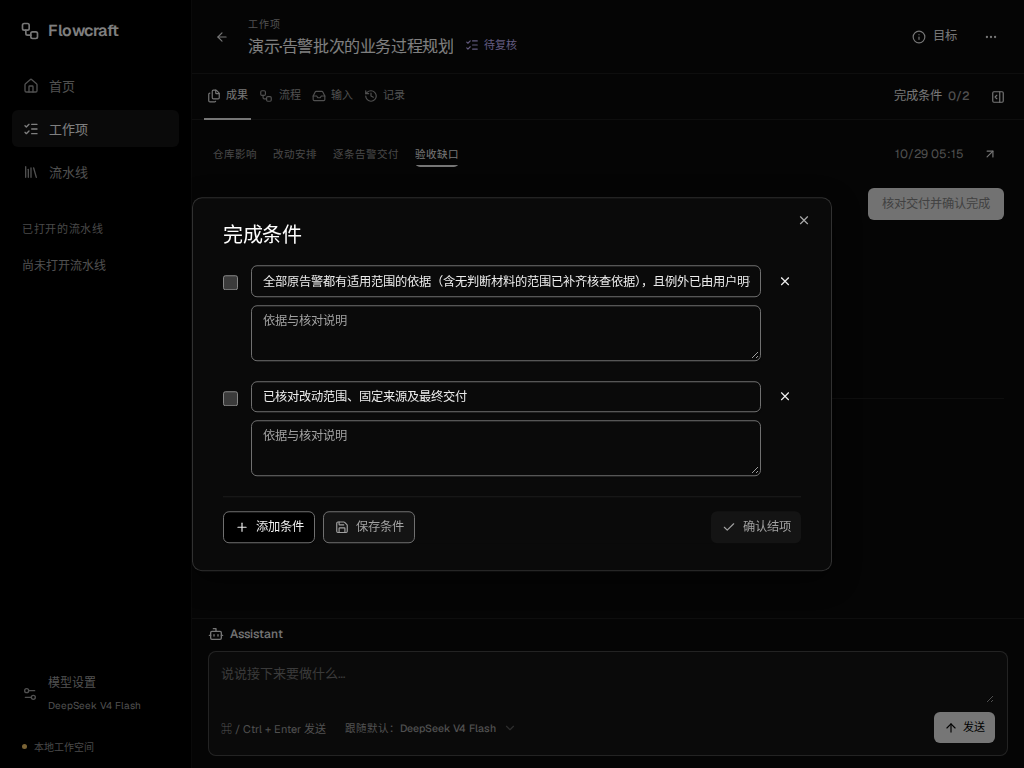 Flowcraft
首页
工作项
流水线
已打开的流水线
尚未打开流水线
模型设置
DeepSeek V4 Flash
本地工作空间
工作项
演示·告警批次的业务过程规划
待复核
目标
成果
流程
输入
记录
完成条件 0/2
仓库影响
改动安排
逐条告警交付
验收缺口
10/29 05:15
核对交付并确认完成
完成条件
全部原告警都有适用范围的依据（含无判断材料的范围已补齐核查依据），且例外已由用户明
依据与核对说明
已核对改动范围、固定来源及最终交付
依据与核对说明
添加条件
保存条件
确认结项
Assistant
说说接下来要做什么…
⌘ / Ctrl + Enter 发送
跟随默认：DeepSeek V4 Flash
发送